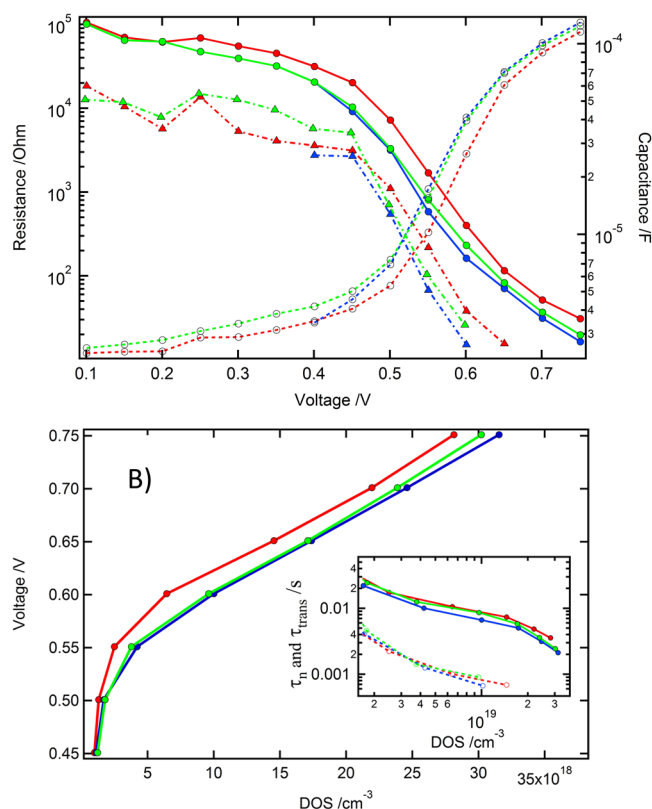 Resistance /Ohm
10^5
10^4
10^3
10^2
Capacitance /F
10^-4
7
6
5
4
3
2
10^-5
7
6
5
4
3
0.1 0.2 0.3 0.4 0.5 0.6 0.7
Voltage /V
B)
Voltage /V
0.75
0.70
0.65
0.60
0.55
0.50
0.45
5 10 15 20 25 30 35x10^18
DOS /cm^-3
τn and τtrans /s
4
2
0.01
4
2
0.001
2 3 4 5 6 10^19 2 3
DOS /cm^-3